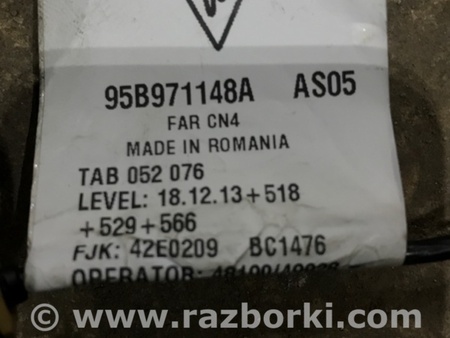 95B971148A AS05
FAR CN4
MADE IN ROMANIA
TAB 052 076
LEVEL: 18.12.13+518
+529+566
FJK: 42E0209 BC1476
OPERATOR:
© www.razborki.com